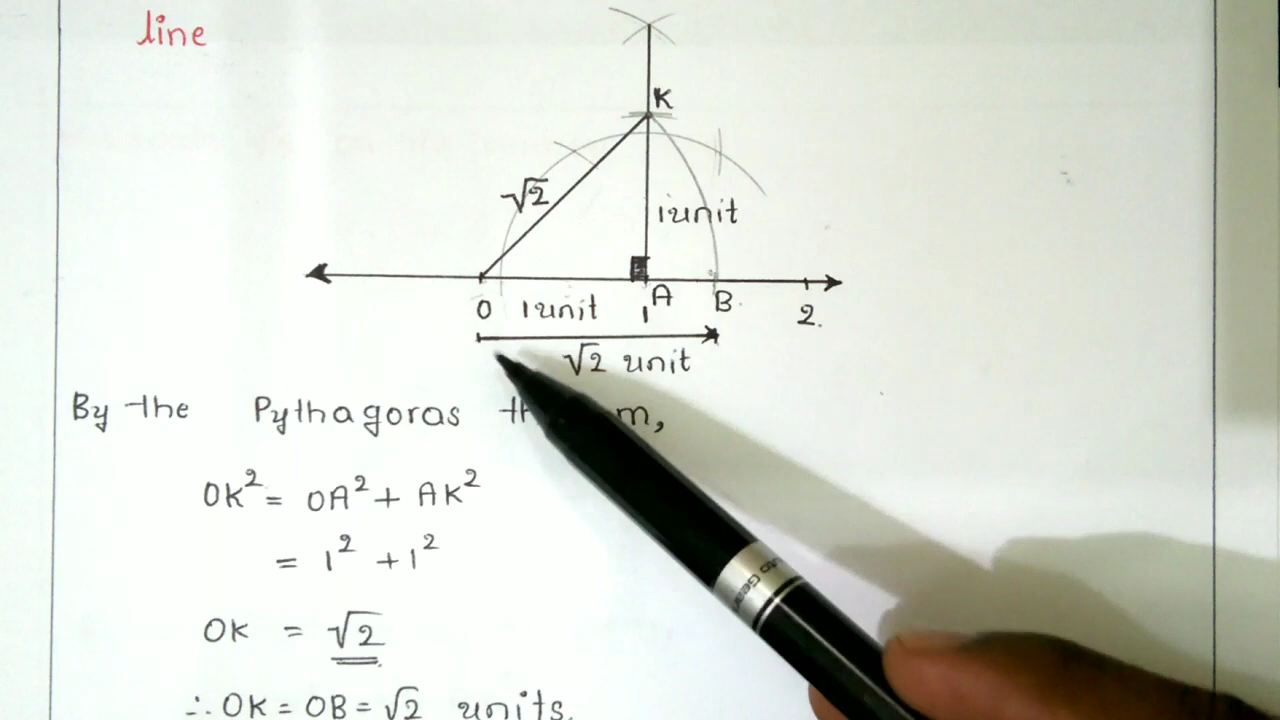 line
K
√2
1unit
A
O 1unit 1 B 2.
√2 unit
By the Pythagoras
m,
OK² = OA² + AK²
= 1² + 1²
OK = √2
∴ OK = OB = √2 units.